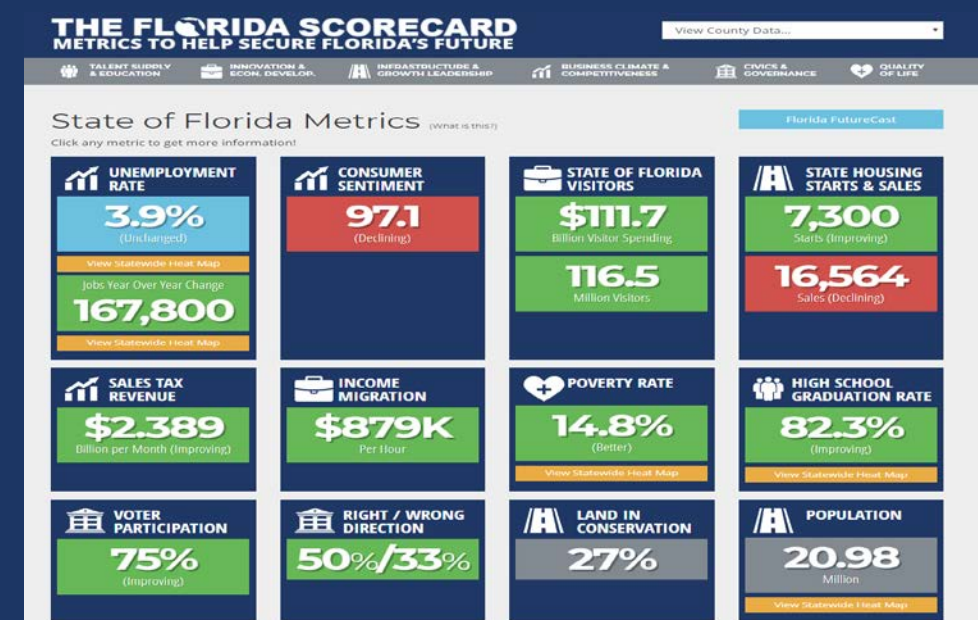 THE FLORIDA SCORECARD
METRICS TO HELP SECURE FLORIDA'S FUTURE
View County Data...
TALENT SUPPLY
& EDUCATION
INNOVATION &
ECON. DEVELOP.
INFRASTRUCTURE &
GROWTH LEADERSHIP
BUSINESS CLIMATE &
COMPETITIVENESS
CIVICS &
GOVERNANCE
QUALITY
OF LIFE
State of Florida Metrics (What is this?)
Florida FutureCast
Click any metric to get more information!
UNEMPLOYMENT
RATE
3.9%
(Unchanged)
View Statewide Heat Map
Jobs Year Over Year Change
167,800
View Statewide Heat Map
CONSUMER
SENTIMENT
97.1
(Declining)
STATE OF FLORIDA
VISITORS
$111.7
Billion Visitor Spending
116.5
Million Visitors
STATE HOUSING
STARTS & SALES
7,300
Starts (Improving)
16,564
Sales (Declining)
SALES TAX
REVENUE
$2.389
Billion per Month (Improving)
INCOME
MIGRATION
$879K
Per Hour
POVERTY RATE
14.8%
(Better)
View Statewide Heat Map
HIGH SCHOOL
GRADUATION RATE
82.3%
(Improving)
View Statewide Heat Map
VOTER
PARTICIPATION
75%
(Improving)
RIGHT / WRONG
DIRECTION
50%/33%
LAND IN
CONSERVATION
27%
POPULATION
20.98
Million
View Statewide Heat Map